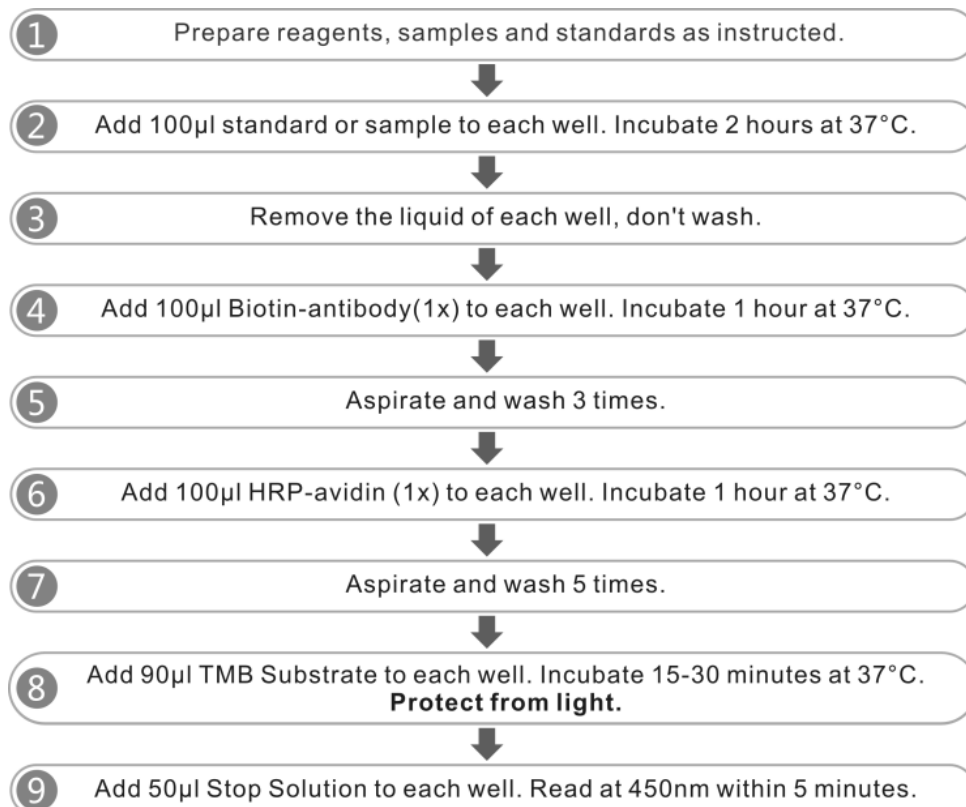 1 Prepare reagents, samples and standards as instructed.
2 Add 100µl standard or sample to each well. Incubate 2 hours at 37°C.
3 Remove the liquid of each well, don't wash.
4 Add 100µl Biotin-antibody(1x) to each well. Incubate 1 hour at 37°C.
5 Aspirate and wash 3 times.
6 Add 100µl HRP-avidin (1x) to each well. Incubate 1 hour at 37°C.
7 Aspirate and wash 5 times.
8 Add 90µl TMB Substrate to each well. Incubate 15-30 minutes at 37°C.
Protect from light.
9 Add 50µl Stop Solution to each well. Read at 450nm within 5 minutes.